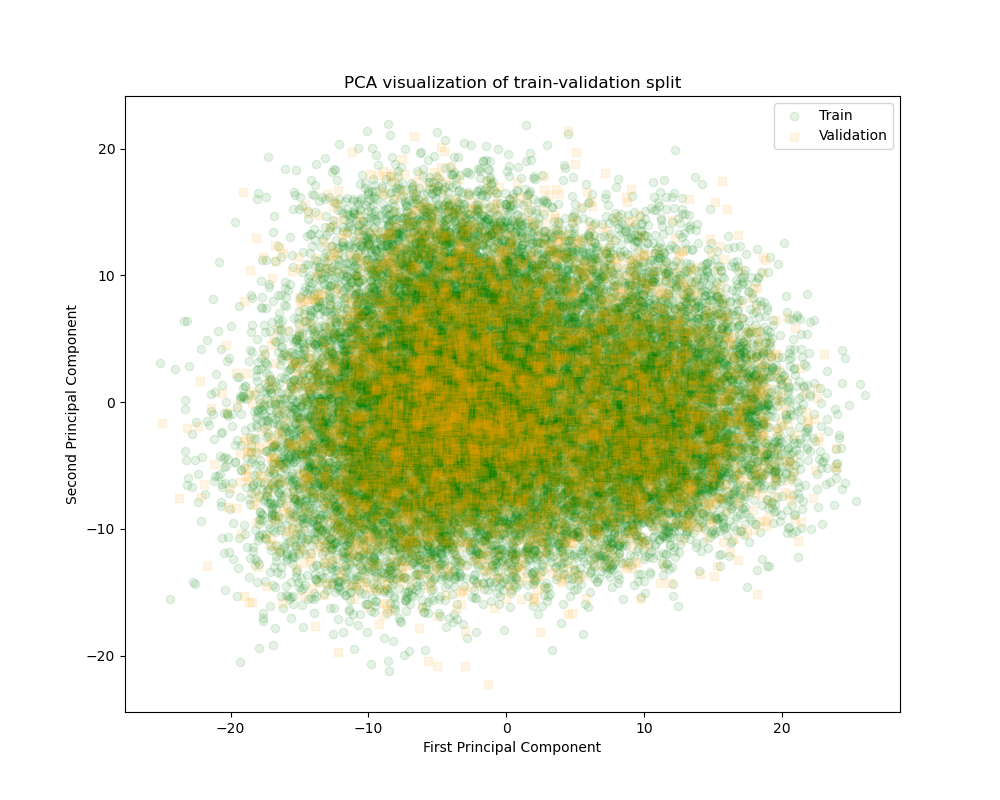 PCA visualization of train-validation split
Train
Validation
20
10
0
−10
−20
Second Principal Component
−20
−10
0
10
20
First Principal Component